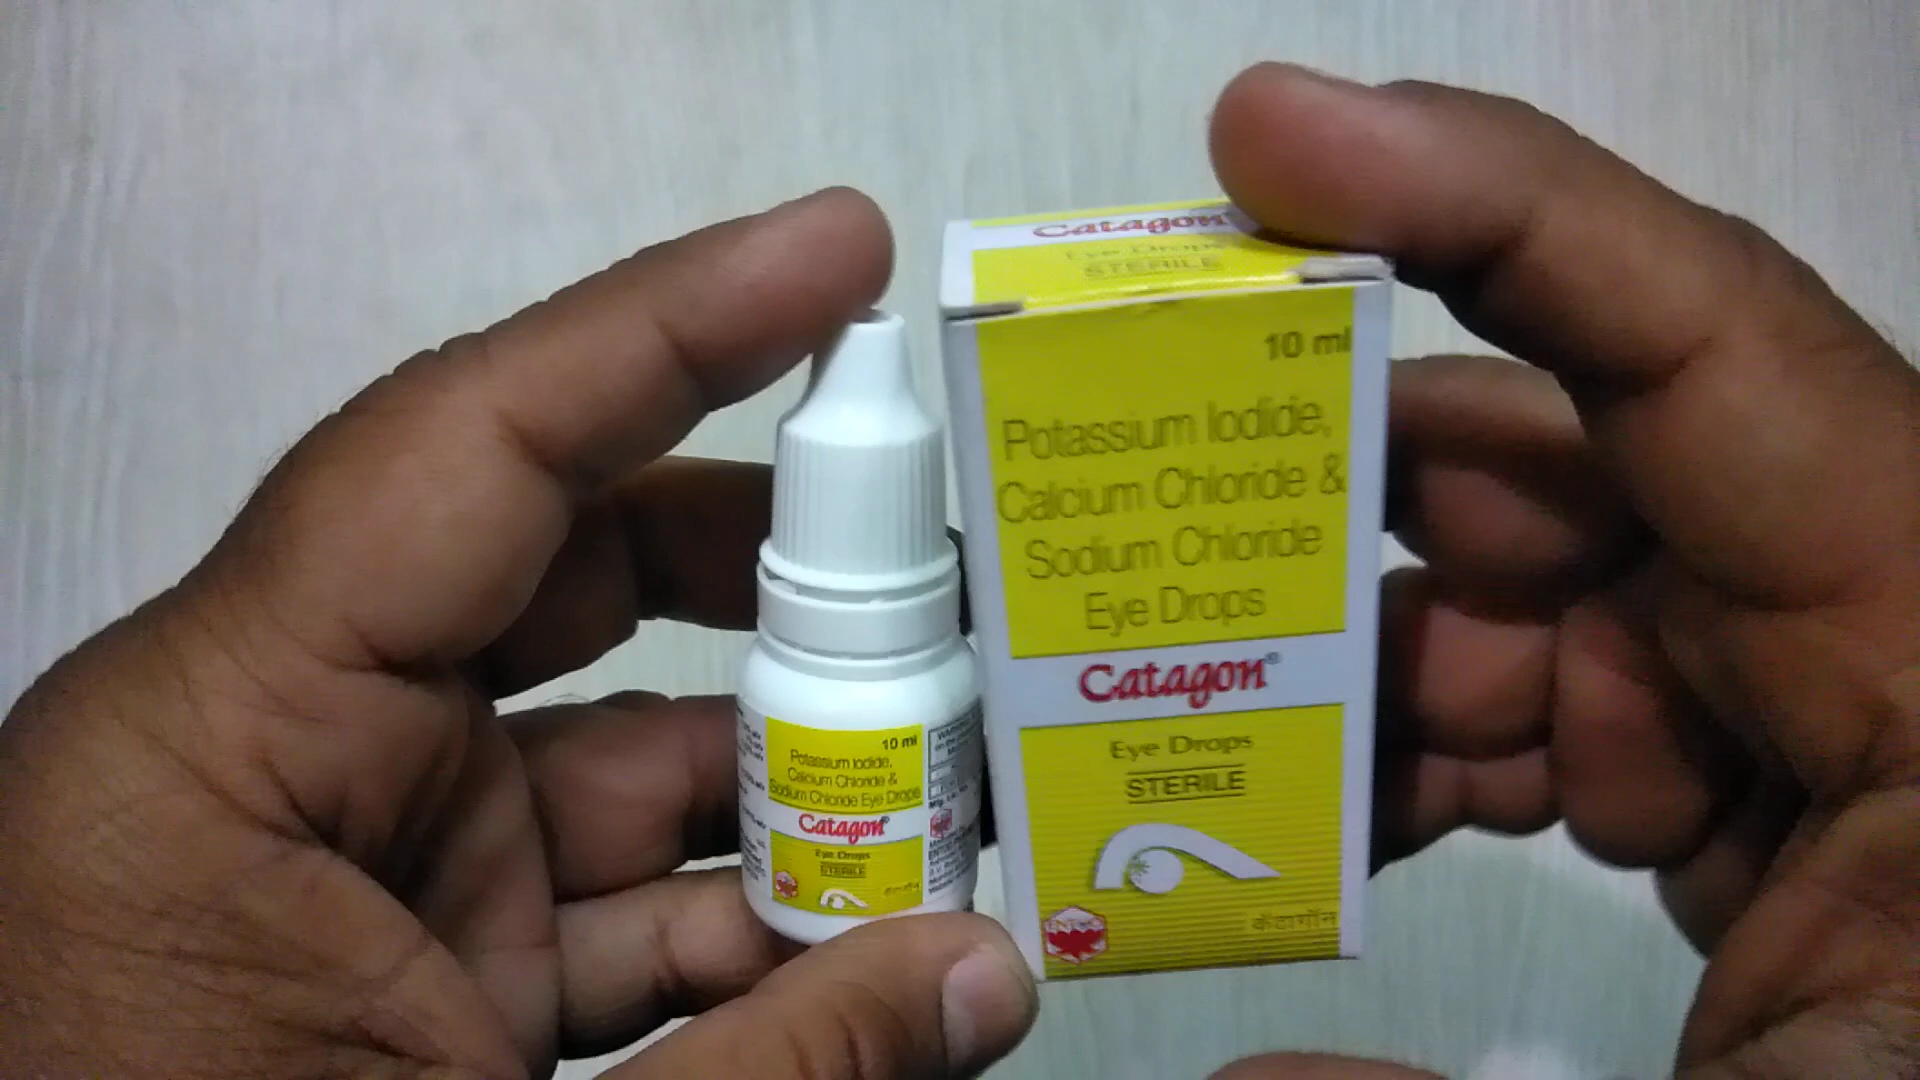 10 ml
Potassium Iodide,
Calcium Chloride &
Sodium Chloride Eye Drops
Catagon®
Eye Drops
STERILE
Catagon
Eye Drops
STERILE
10 ml
Potassium Iodide,
Calcium Chloride &
Sodium Chloride
Eye Drops
Catagon®
Eye Drops
STERILE
ENTOD
कॅटागॉन